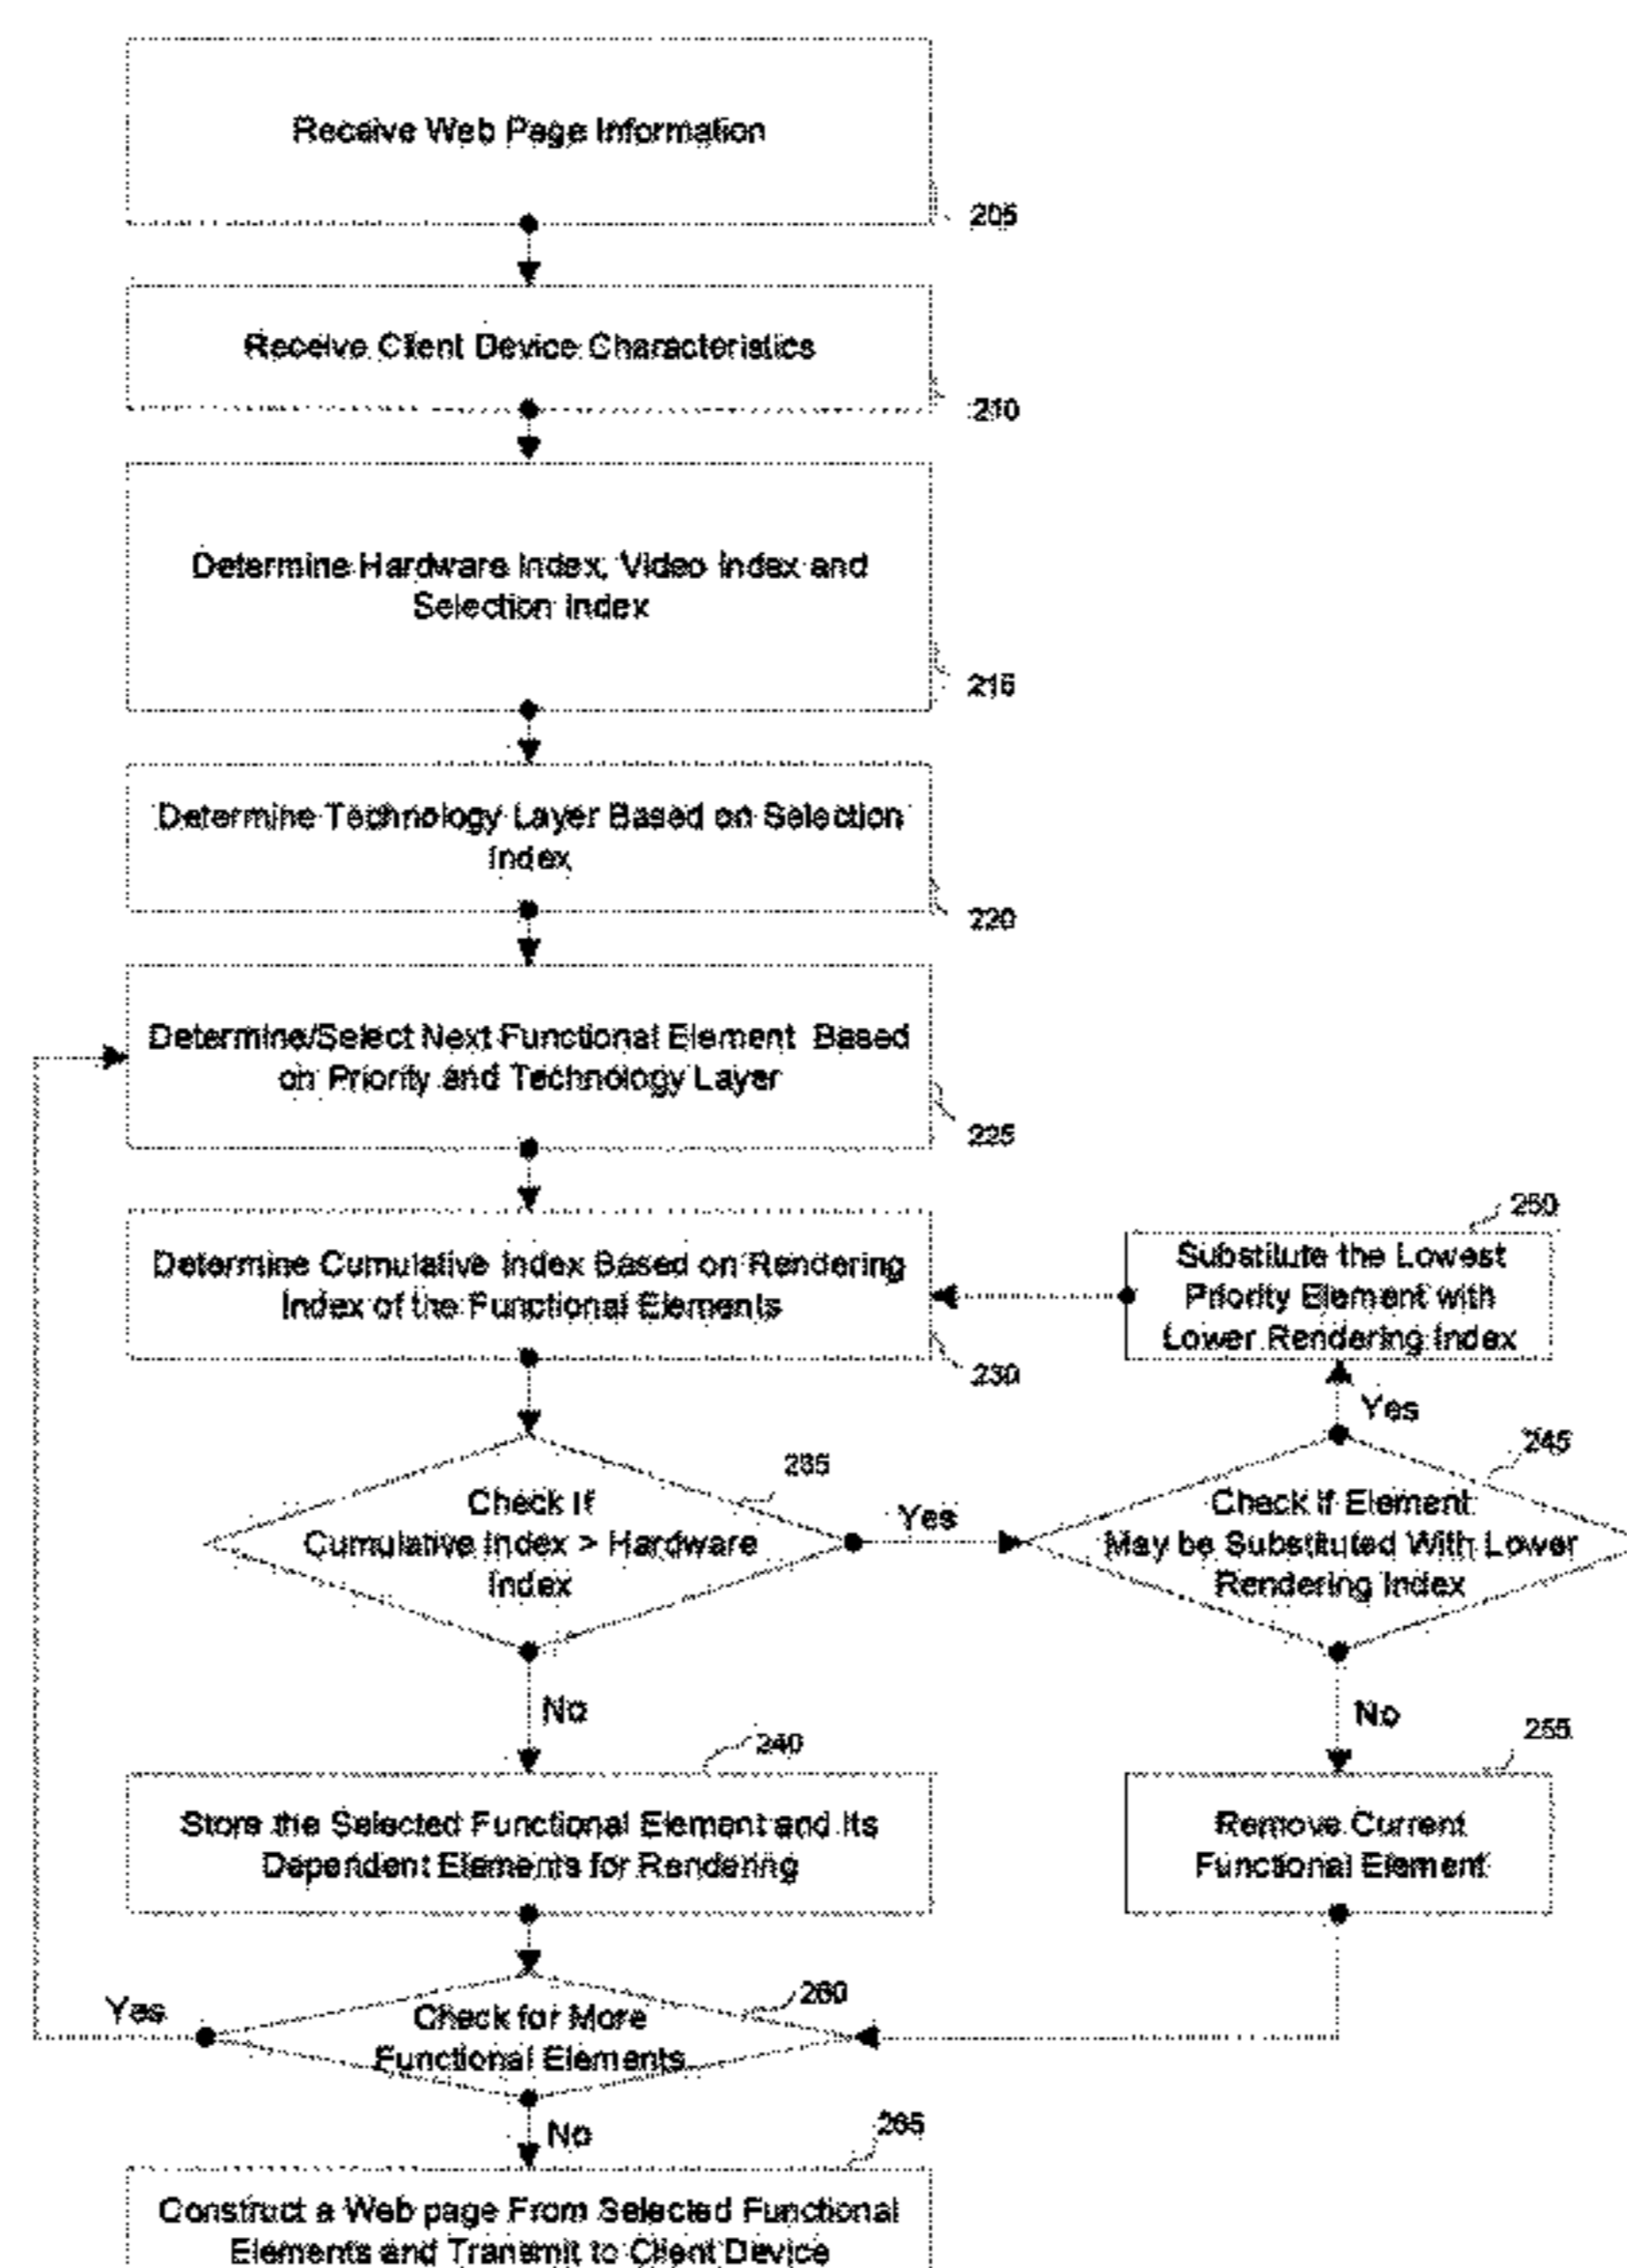 Receive Web Page Information
205
Receive Client Device Characteristics
210
Determine Hardware Index, Video Index and
Selection Index
215
Determine Technology Layer Based on Selection
Index
220
Determine/Select Next Functional Element Based
on Priority and Technology Layer
225
250
Substitute the Lowest
Priority Element with
Lower Rendering Index
Determine Cumulative Index Based on Rendering
Index of the Functional Elements
230
Yes
245
235
Check If
Cumulative Index > Hardware
Index
Yes
Check if Element
May be Substituted With Lower
Rendering Index
No
No
255
240
Store the Selected Functional Element and Its
Dependent Elements for Rendering
Remove Current
Functional Element
260
Yes
Check for More
Functional Elements
No
265
Construct a Web page From Selected Functional
Elements and Transmit to Client Device